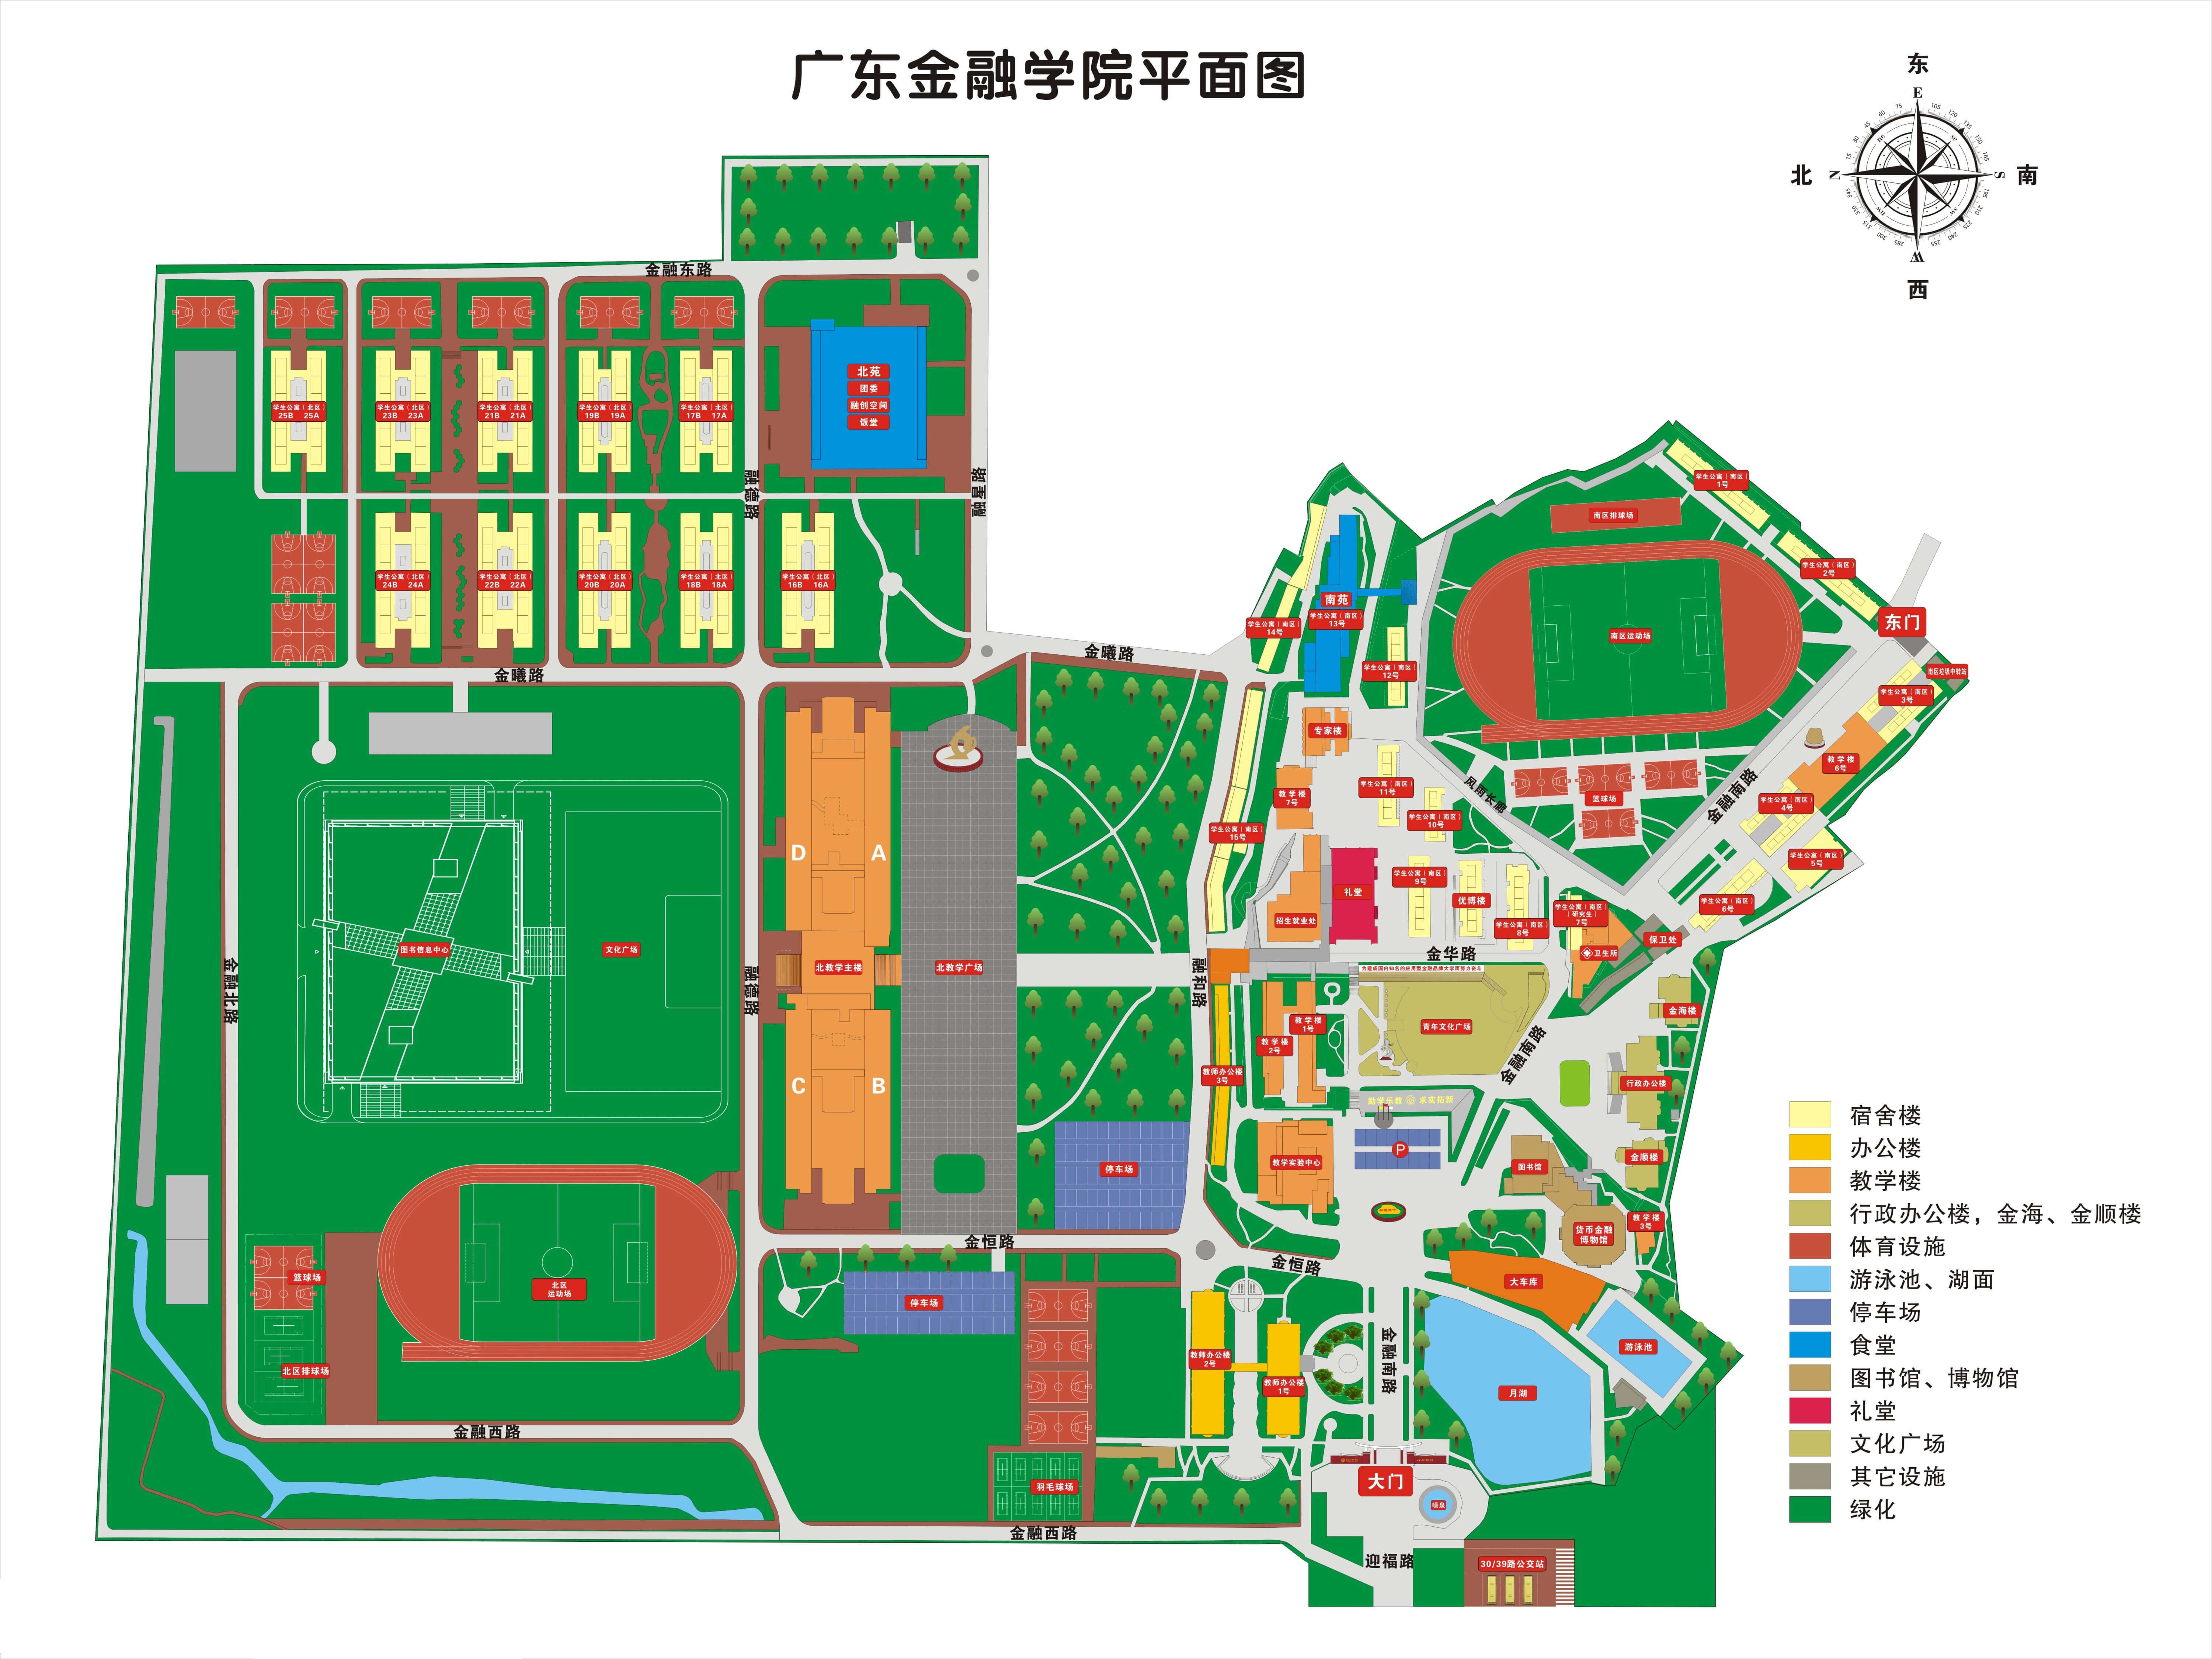 广东金融学院平面图
东
E
北
N
S
南
W
西
金融东路
北苑
团委
融创空间
饭堂
学生公寓（北区）
25B 25A
学生公寓（北区）
23B 23A
学生公寓（北区）
21B 21A
学生公寓（北区）
19B 19A
学生公寓（北区）
17B 17A
融德路
学生公寓（北区）
24B 24A
学生公寓（北区）
22B 22A
学生公寓（北区）
20B 20A
学生公寓（北区）
18B 18A
学生公寓（北区）
16B 16A
金曦路
金曦路
学生公寓（南区）
1号
南区排球场
学生公寓（南区）
2号
南苑
学生公寓（南区）
13号
学生公寓（南区）
14号
东门
南区运动场
学生公寓（南区）
12号
南区垃圾中转站
学生公寓（南区）
3号
专家楼
教学楼
6号
学生公寓（南区）
11号
教学楼
7号
风雨长廊
篮球场
金融南路
学生公寓（南区）
4号
学生公寓（南区）
10号
学生公寓（南区）
15号
学生公寓（南区）
5号
D
A
学生公寓（南区）
9号
礼堂
优博楼
招生就业处
学生公寓（南区）
8号
学生公寓（南区）
（研究生）
7号
学生公寓（南区）
6号
保卫处
卫生所
金华路
图书信息中心
文化广场
北教学主楼
北教学广场
金融北路
融德路
融和路
金海楼
教学楼
1号
教学楼
2号
青年文化广场
金融南路
教师办公楼
3号
行政办公楼
C
B
励学乐教 求实拓新
P
停车场
教学实验中心
图书馆
金顺楼
货币金融
博物馆
教学楼
3号
金恒路
金恒路
篮球场
北区
运动场
停车场
大车库
北区排球场
教师办公楼
2号
教师办公楼
1号
金融南路
游泳池
月湖
金融西路
羽毛球场
大门
喷泉
金融西路
迎福路
30/39路公交站
宿舍楼
办公楼
教学楼
行政办公楼，金海、金顺楼
体育设施
游泳池、湖面
停车场
食堂
图书馆、博物馆
礼堂
文化广场
其它设施
绿化